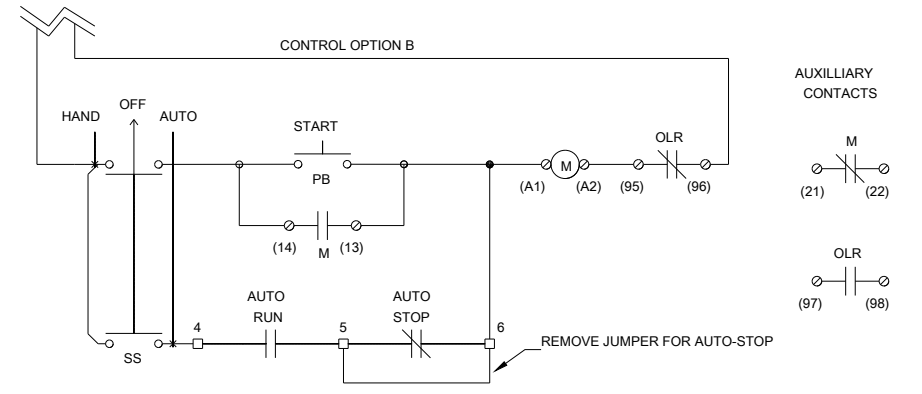 CONTROL OPTION B
AUXILLIARY
CONTACTS
HAND
OFF
AUTO
START
PB
OLR
M
(A1)
(A2)
(95)
(96)
M
(21)
(22)
(14)
M
(13)
OLR
(97)
(98)
AUTO
RUN
AUTO
STOP
4
5
6
SS
REMOVE JUMPER FOR AUTO-STOP